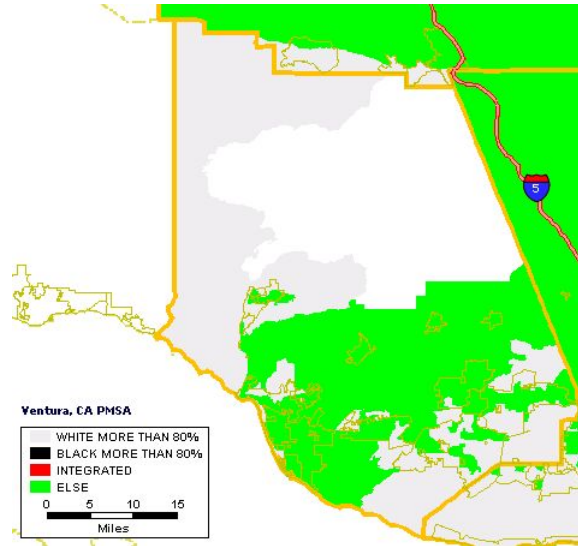 5
Ventura, CA PMSA
WHITE MORE THAN 80%
BLACK MORE THAN 80%
INTEGRATED
ELSE
0 5 10 15
Miles